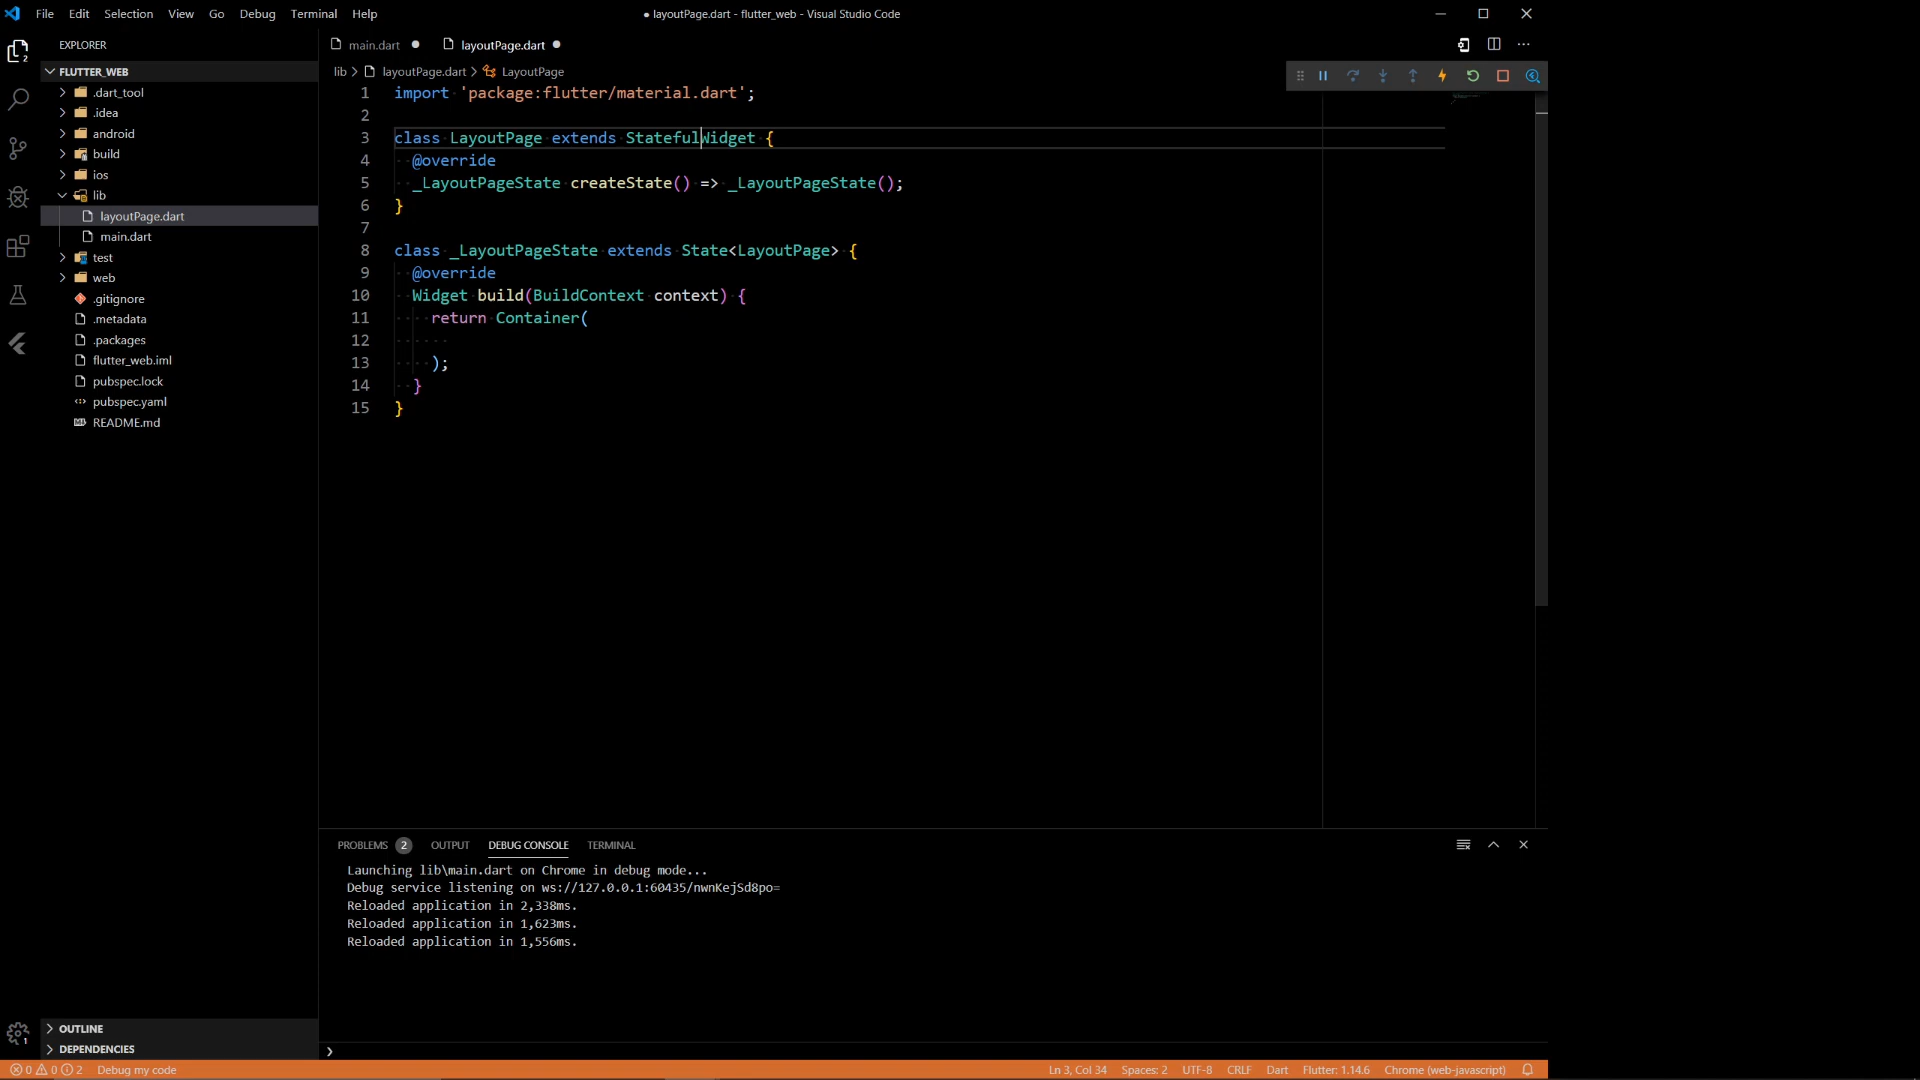 File Edit Selection View Go Debug Terminal Help
● layoutPage.dart - flutter_web - Visual Studio Code
EXPLORER
FLUTTER_WEB
.dart_tool
.idea
android
build
ios
lib
layoutPage.dart
main.dart
test
web
.gitignore
.metadata
.packages
flutter_web.iml
pubspec.lock
pubspec.yaml
README.md
OUTLINE
DEPENDENCIES
2
1
main.dart ● layoutPage.dart ●
lib > layoutPage.dart > LayoutPage
1 import 'package:flutter/material.dart';
2
3 class LayoutPage extends StatefulWidget {
4 @override
5 _LayoutPageState createState() => _LayoutPageState();
6 }
7
8 class _LayoutPageState extends State<LayoutPage> {
9 @override
10 Widget build(BuildContext context) {
11 return Container(
12
13 );
14 }
15 }
PROBLEMS 2 OUTPUT DEBUG CONSOLE TERMINAL
Launching lib\main.dart on Chrome in debug mode...
Debug service listening on ws://127.0.0.1:60435/nwnKejSd8po=
Reloaded application in 2,338ms.
Reloaded application in 1,623ms.
Reloaded application in 1,556ms.
0 0 2 Debug my code
Ln 3, Col 34 Spaces: 2 UTF-8 CRLF Dart Flutter: 1.14.6 Chrome (web-javascript)